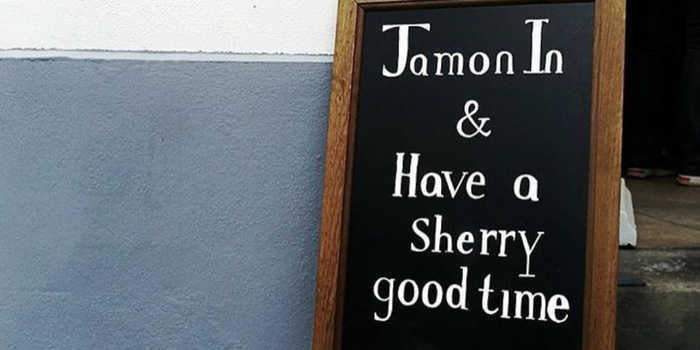 Jamon In
&
Have a
Sherry
good time